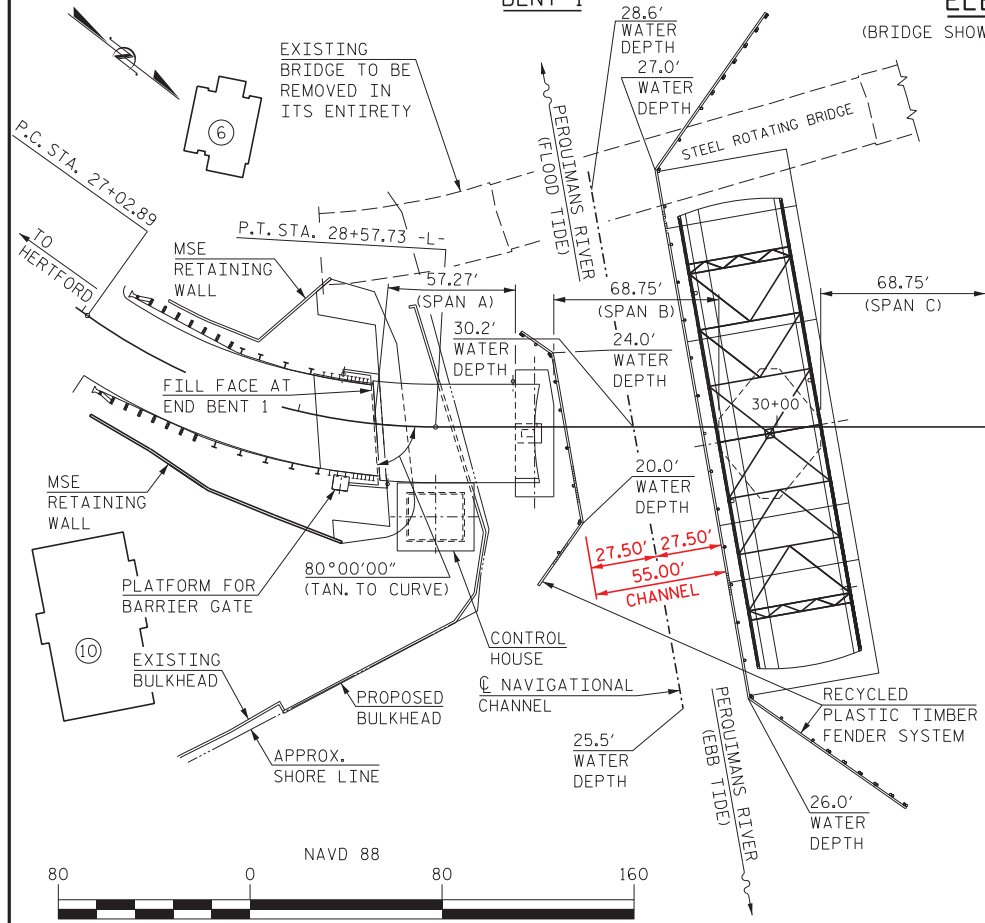 BENT 1
ELE
(BRIDGE SHOW
28.6'
WATER
DEPTH
27.0'
WATER
DEPTH
EXISTING
BRIDGE TO BE
REMOVED IN
ITS ENTIRETY
N
6
STEEL ROTATING BRIDGE
PERQUIMANS RIVER
(FLOOD TIDE)
P.C. STA. 27+02.89
TO
HERTFORD
P.T. STA. 28+57.73 -L-
MSE
RETAINING
WALL
57.27'
(SPAN A)
68.75'
(SPAN B)
68.75'
(SPAN C)
30.2'
WATER
DEPTH
24.0'
WATER
DEPTH
FILL FACE AT
END BENT 1
30+00
MSE
RETAINING
WALL
20.0'
WATER
DEPTH
27.50' 27.50'
55.00'
CHANNEL
80°00'00"
(TAN. TO CURVE)
PLATFORM FOR
BARRIER GATE
10
CONTROL
HOUSE
EXISTING
BULKHEAD
PROPOSED
BULKHEAD
℄ NAVIGATIONAL
CHANNEL
RECYCLED
PLASTIC TIMBER
FENDER SYSTEM
APPROX.
SHORE LINE
25.5'
WATER
DEPTH
PERQUIMANS RIVER
(EBB TIDE)
26.0'
WATER
DEPTH
NAVD 88
80 0 80 160